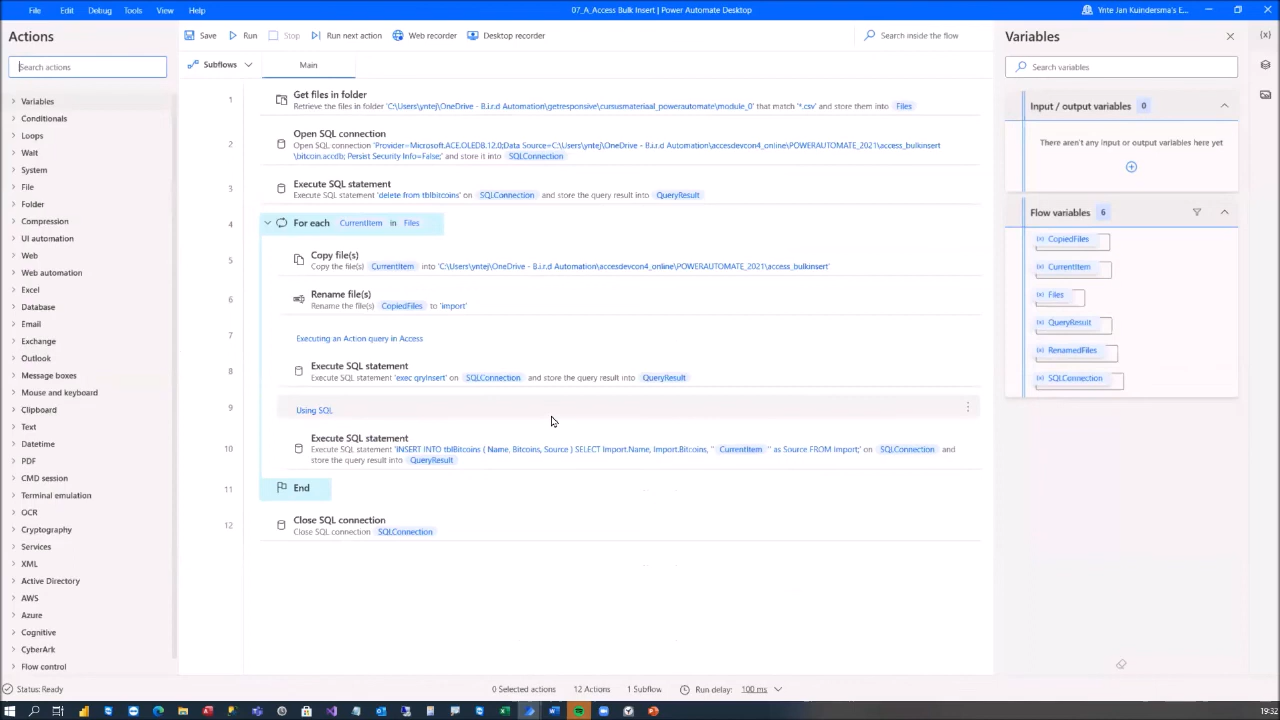 File Edit Debug Tools View Help 07_A_Access Bulk Insert | Power Automate Desktop Ynte Jan Kuindersma's E...
Actions
Search actions
Variables
Conditionals
Loops
Wait
System
File
Folder
Compression
UI automation
Web
Web automation
Excel
Database
Email
Exchange
Outlook
Message boxes
Mouse and keyboard
Clipboard
Text
Datetime
PDF
CMD session
Terminal emulation
OCR
Cryptography
Services
XML
Active Directory
AWS
Azure
Cognitive
CyberArk
Flow control
Save Run Stop Run next action Web recorder Desktop recorder Search inside the flow
Subflows Main
1 Get files in folder
Retrieve the files in folder 'C:\Users\yntej\OneDrive - B.i.r.d Automation\getresponsive\cursusmateriaal_powerautomate\module_0') that match '*.csv' and store them into Files
2 Open SQL connection
Open SQL connection 'Provider=Microsoft.ACE.OLEDB.12.0;Data Source=C:\Users\yntej\OneDrive - B.i.r.d Automation\accesdevcon4_online\POWERAUTOMATE_2021\access_bulkinsert
\bitcoin.accdb; Persist Security Info=False;' and store it into SQLConnection
3 Execute SQL statement
Execute SQL statement 'delete from tblbitcoins' on SQLConnection and store the query result into QueryResult
4 For each CurrentItem in Files
5 Copy file(s)
Copy the file(s) CurrentItem into 'C:\Users\yntej\OneDrive - B.i.r.d Automation\accesdevcon4_online\POWERAUTOMATE_2021\access_bulkinsert'
6 Rename file(s)
Rename the file(s) CopiedFiles to 'import'
7 Executing an Action query in Access
8 Execute SQL statement
Execute SQL statement 'exec qryInsert' on SQLConnection and store the query result into QueryResult
9 Using SQL
10 Execute SQL statement
Execute SQL statement 'INSERT INTO tblBitcoins ( Name, Bitcoins, Source ) SELECT Import.Name, Import.Bitcoins, '' CurrentItem '' as Source FROM Import;' on SQLConnection and
store the query result into QueryResult
11 End
12 Close SQL connection
Close SQL connection SQLConnection
Variables
Search variables
Input / output variables 0
There aren't any input or output variables here yet
Flow variables 6
(x) CopiedFiles
(x) CurrentItem
(x) Files
(x) QueryResult
(x) RenamedFiles
(x) SQLConnection
{x}
Status: Ready 0 Selected actions 12 Actions 1 Subflow Run delay: 100 ms
19:32